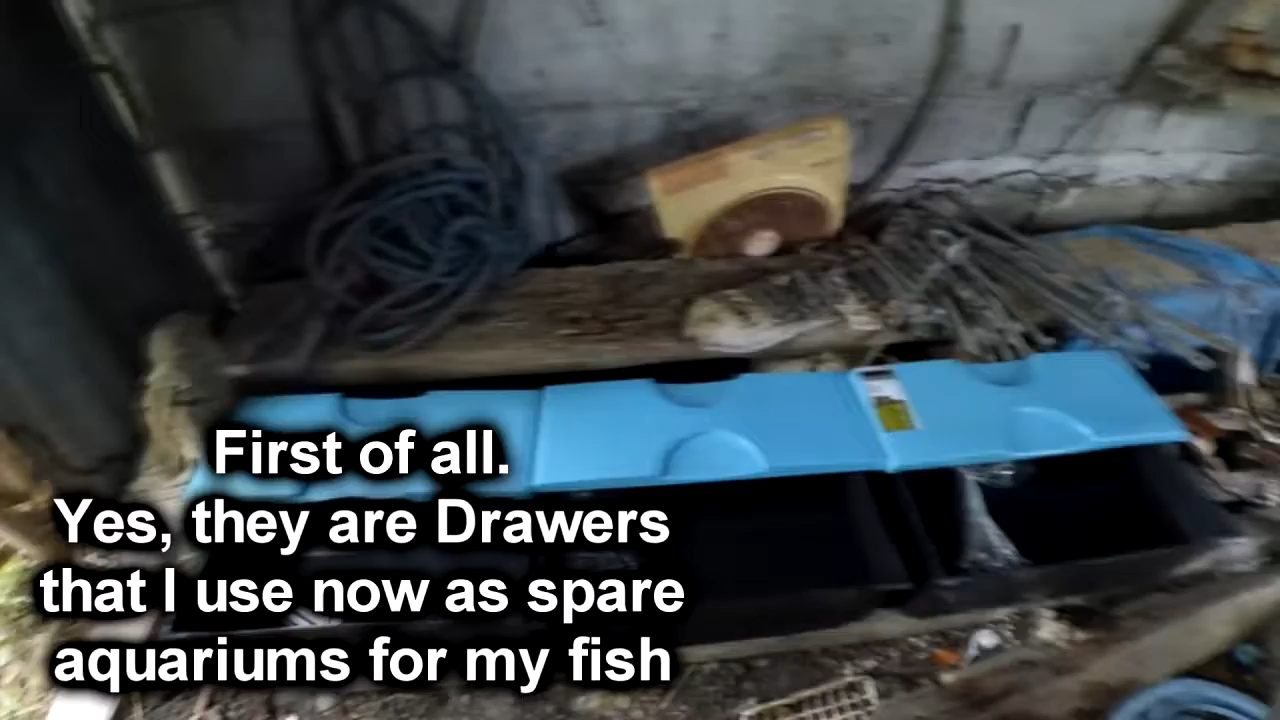 First of all.
Yes, they are Drawers
that I use now as spare
aquariums for my fish